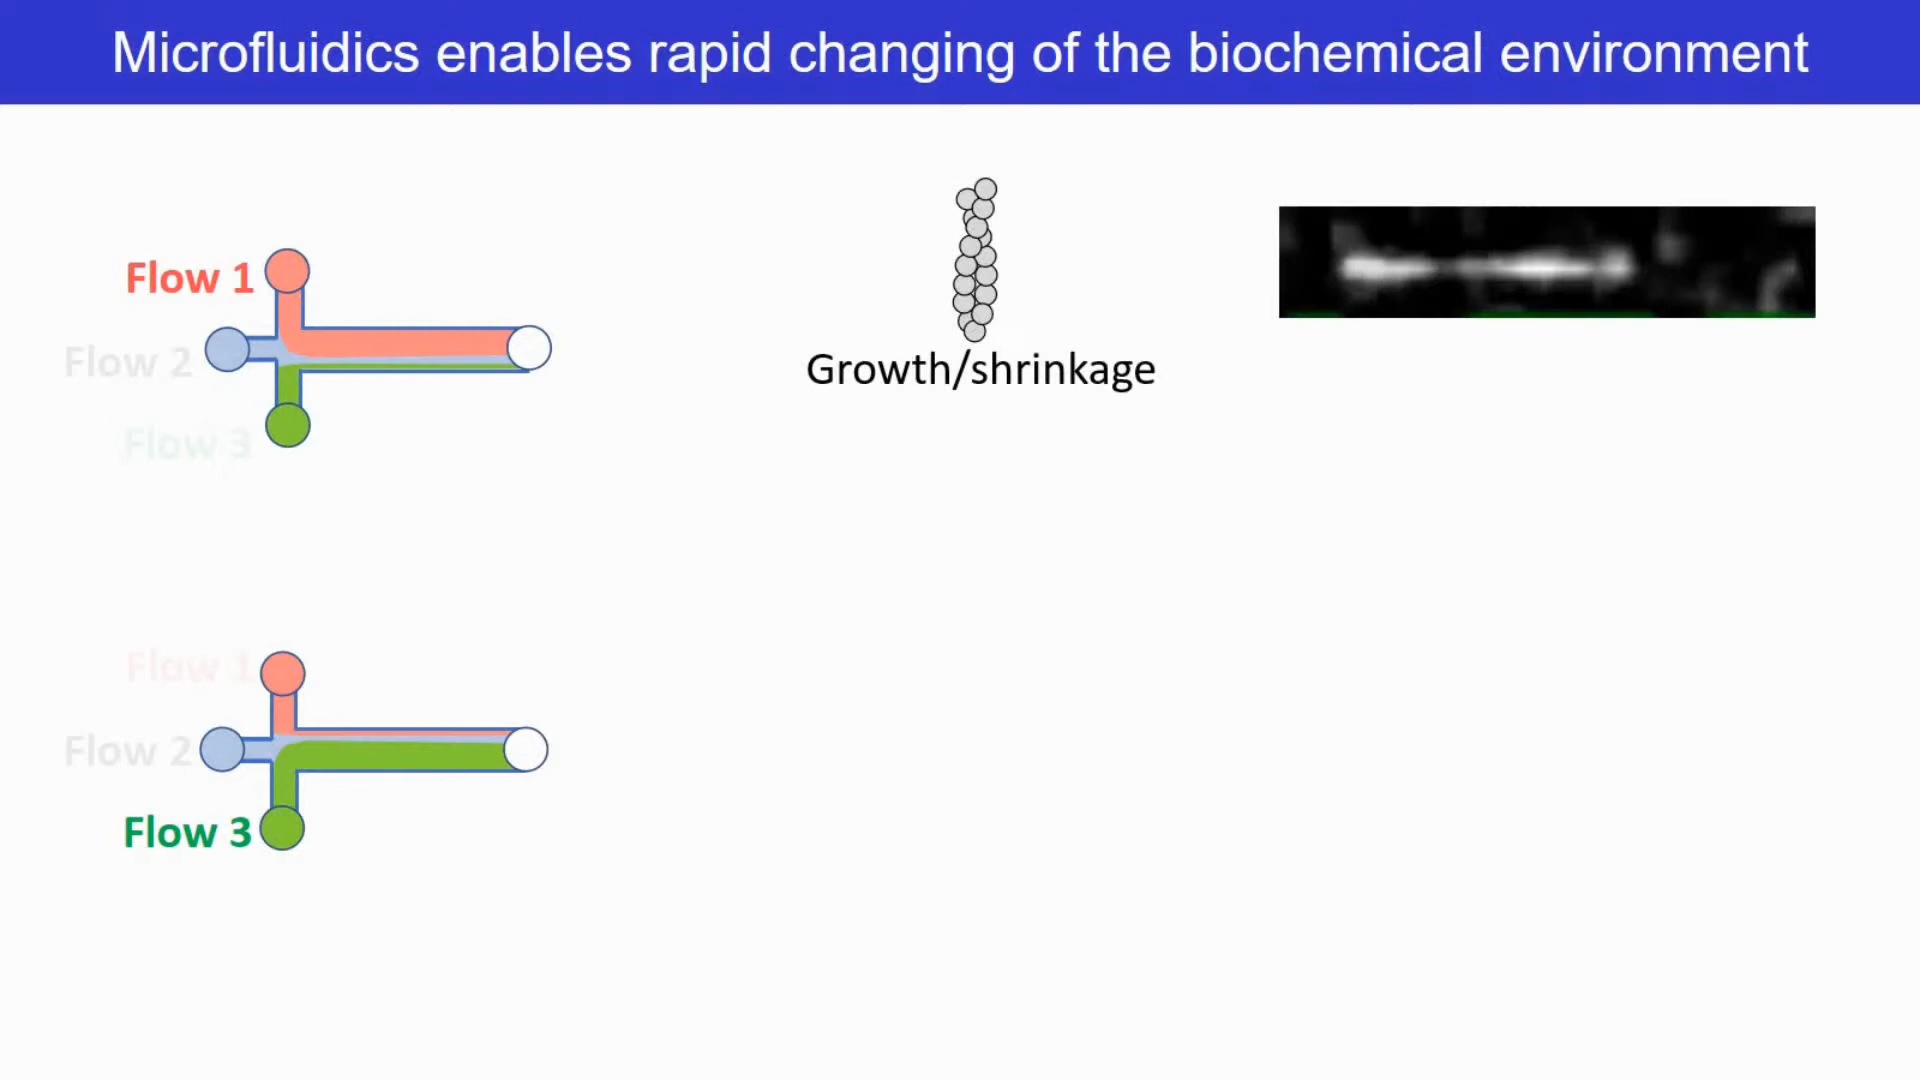 Microfluidics enables rapid changing of the biochemical environment
Flow 1
Flow 2
Flow 3
Growth/shrinkage
Flow 1
Flow 2
Flow 3